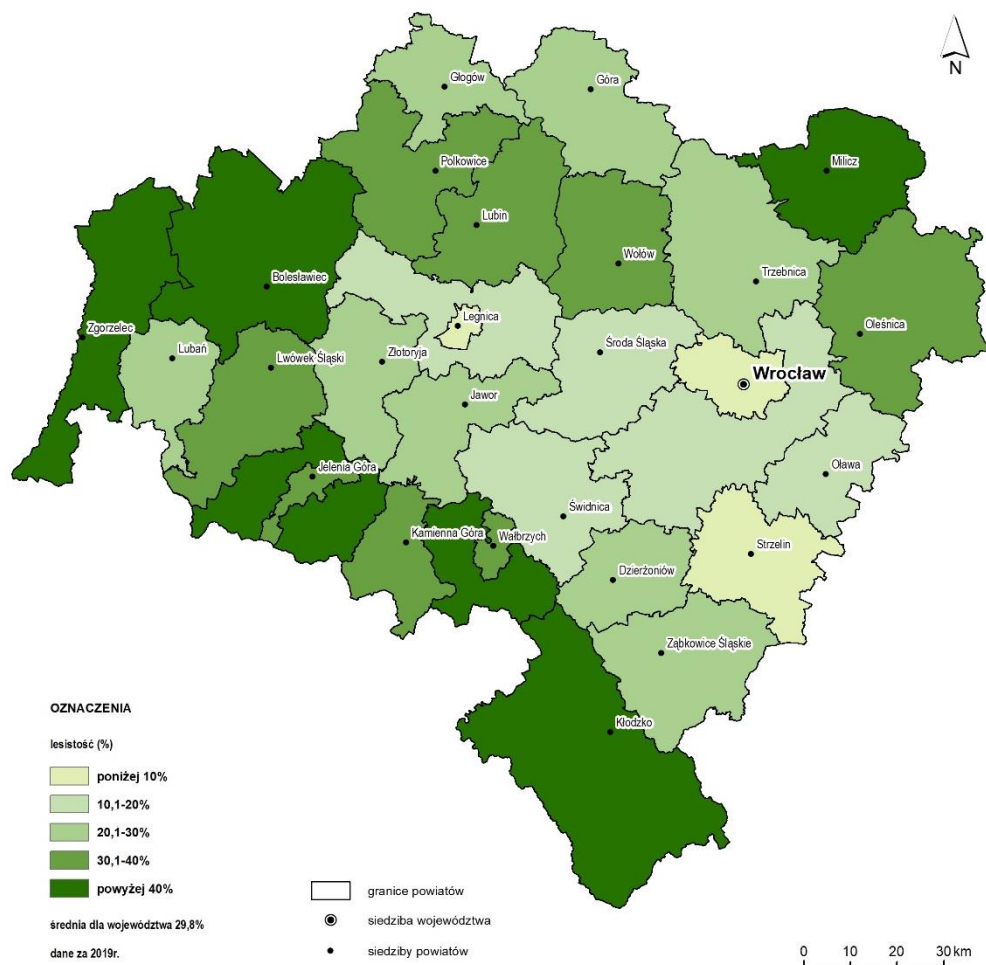 N
Głogów
Góra
Polkowice
Milicz
Lubin
Wołów
Trzebnica
Bolesławiec
Legnica
Oleśnica
Zgorzelec
Lubań
Lwówek Śląski
Złotoryja
Środa Śląska
Wrocław
Jawor
Jelenia Góra
Oława
Świdnica
Kamienna Góra
Wałbrzych
Strzelin
Dzierżoniów
Ząbkowice Śląskie
Kłodzko
OZNACZENIA
lesistość (%)
poniżej 10%
10,1-20%
20,1-30%
30,1-40%
powyżej 40%
średnia dla województwa 29,8%
dane za 2019r.
granice powiatów
siedziba województwa
siedziby powiatów
0 10 20 30 km